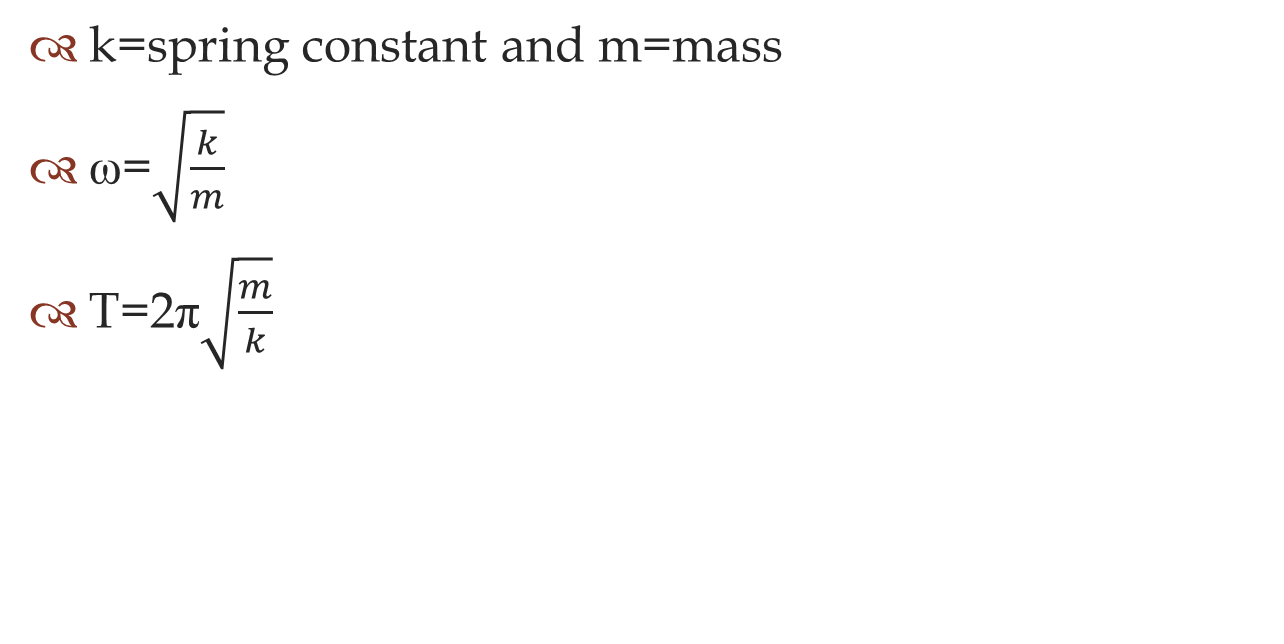 k=spring constant and m=mass
ω=√(k/m)
T=2π√(m/k)